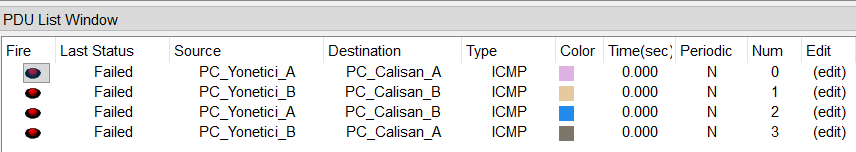 PDU List Window
Fire Last Status Source Destination Type Color Time(sec) Periodic Num Edit
Failed PC_Yonetici_A PC_Calisan_A ICMP 0.000 N 0 (edit)
Failed PC_Yonetici_B PC_Calisan_B ICMP 0.000 N 1 (edit)
Failed PC_Yonetici_A PC_Calisan_B ICMP 0.000 N 2 (edit)
Failed PC_Yonetici_B PC_Calisan_A ICMP 0.000 N 3 (edit)